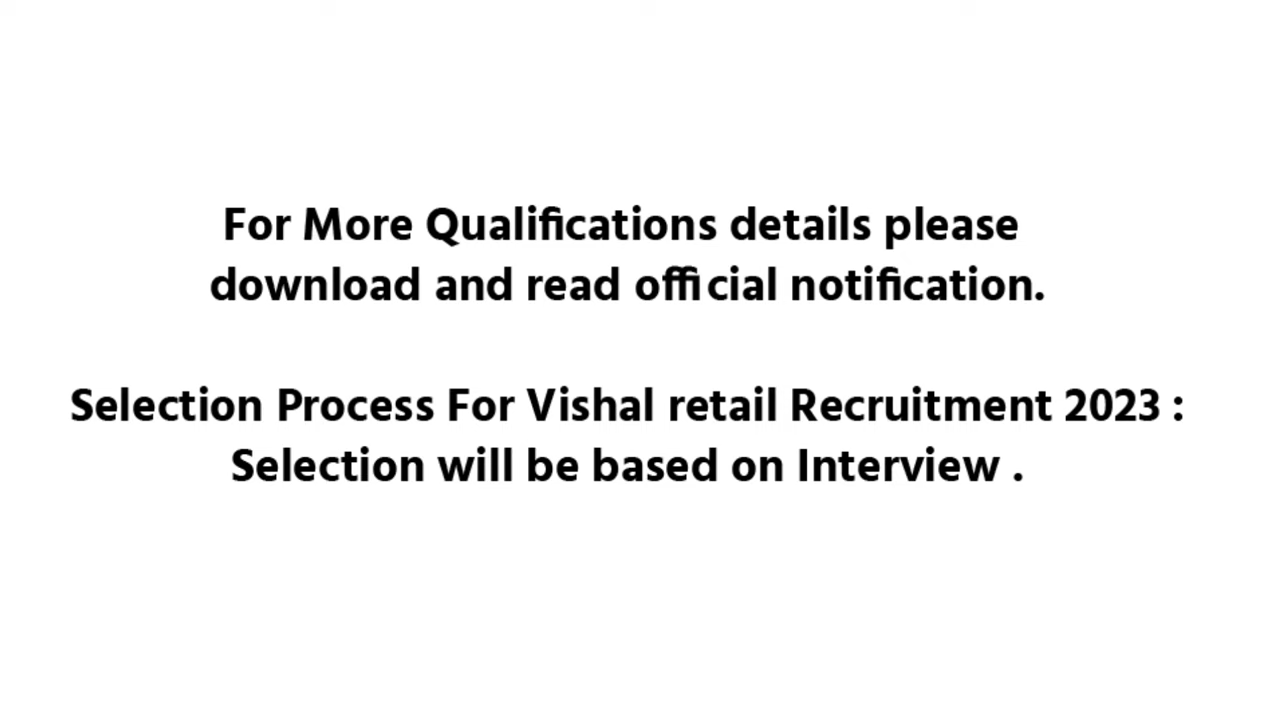 For More Qualifications details please
download and read official notification.
Selection Process For Vishal retail Recruitment 2023 :
Selection will be based on Interview .